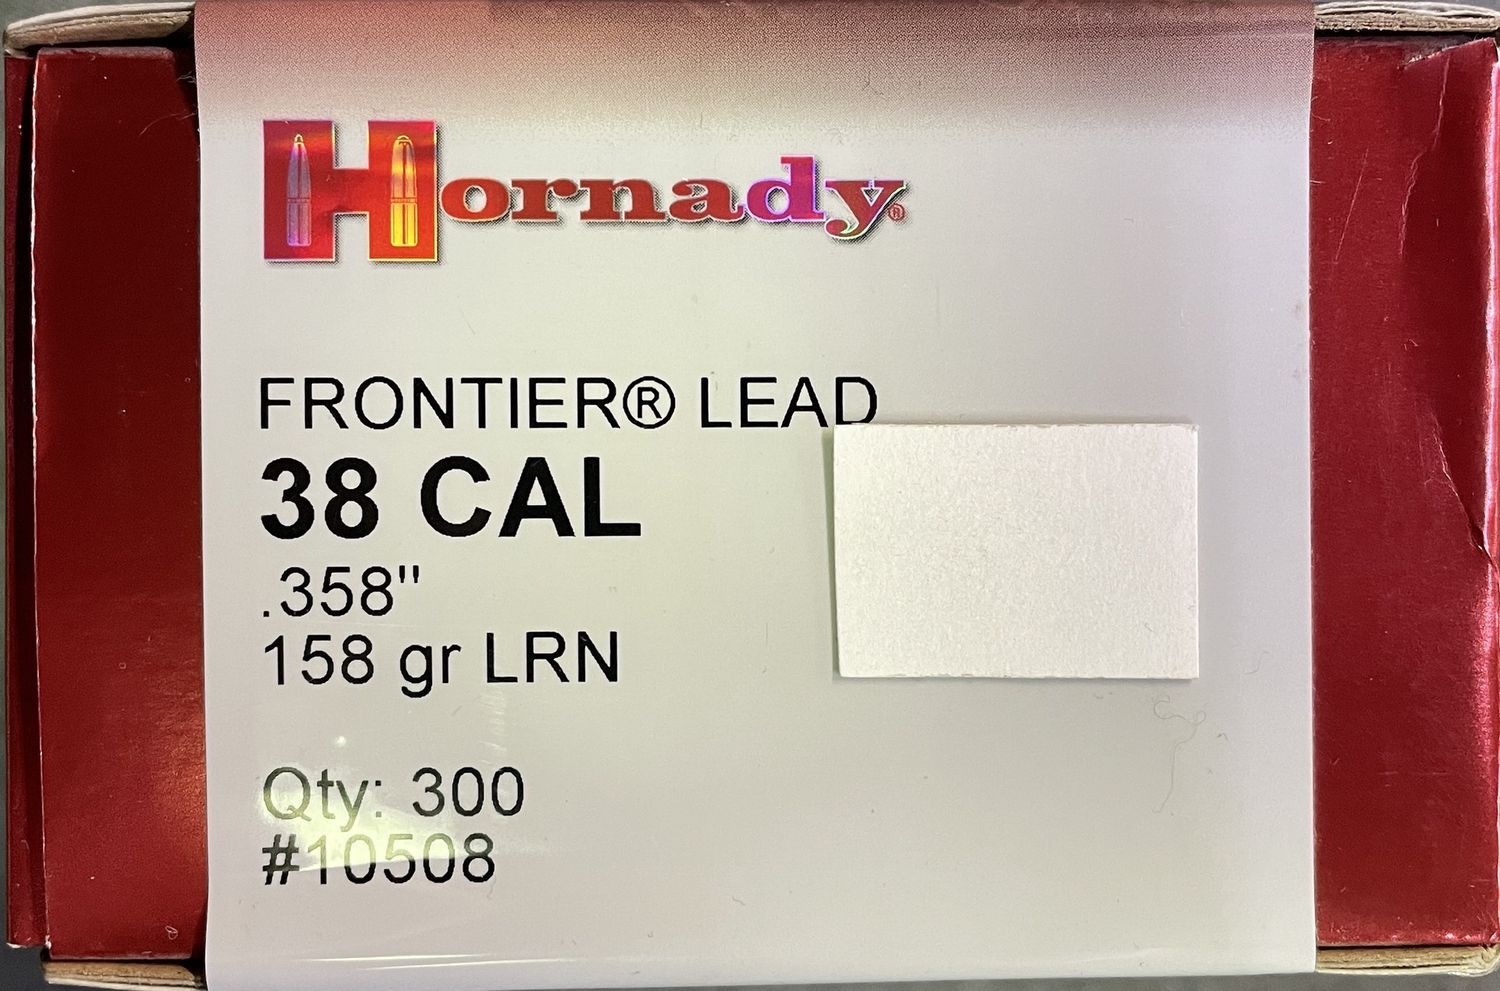 Hornady®
FRONTIER® LEAD
38 CAL
.358"
158 gr LRN
Qty: 300
#10508